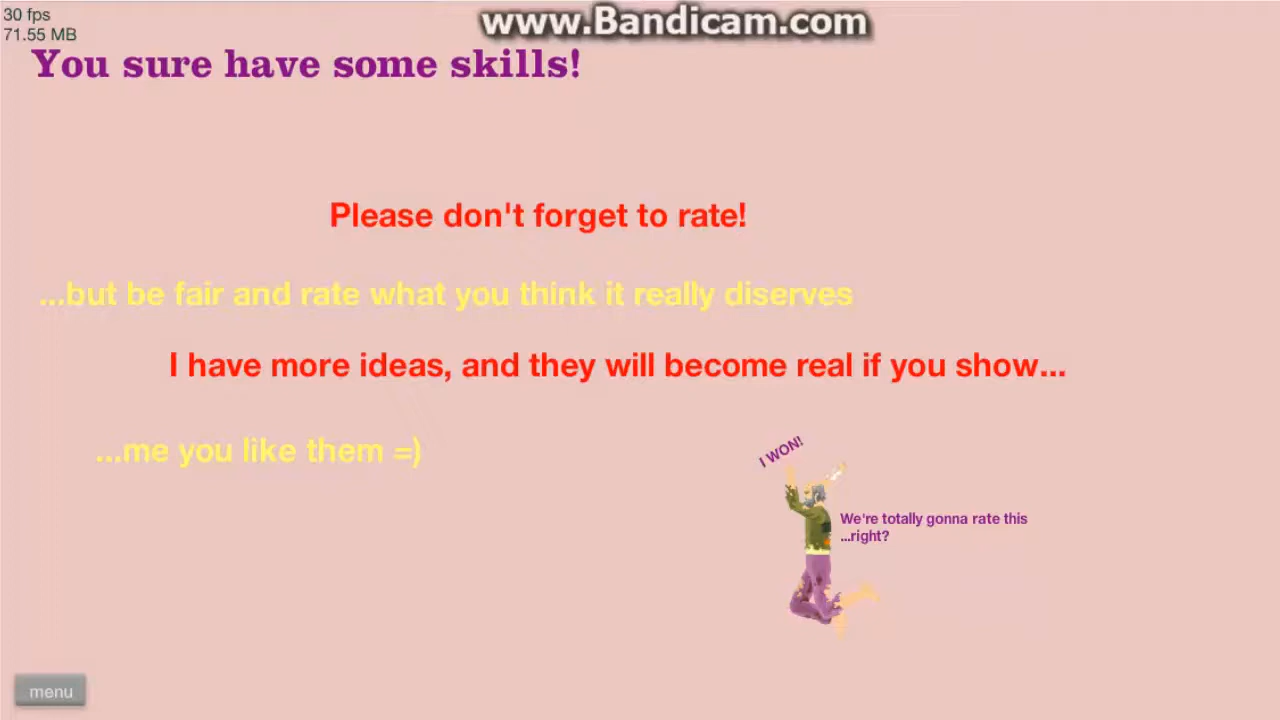 30 fps
www.Bandicam.com
71.55 MB
You sure have some skills!
Please don't forget to rate!
...but be fair and rate what you think it really diserves
I have more ideas, and they will become real if you show...
...me you like them =)
I WON!
We're totally gonna rate this
...right?
menu